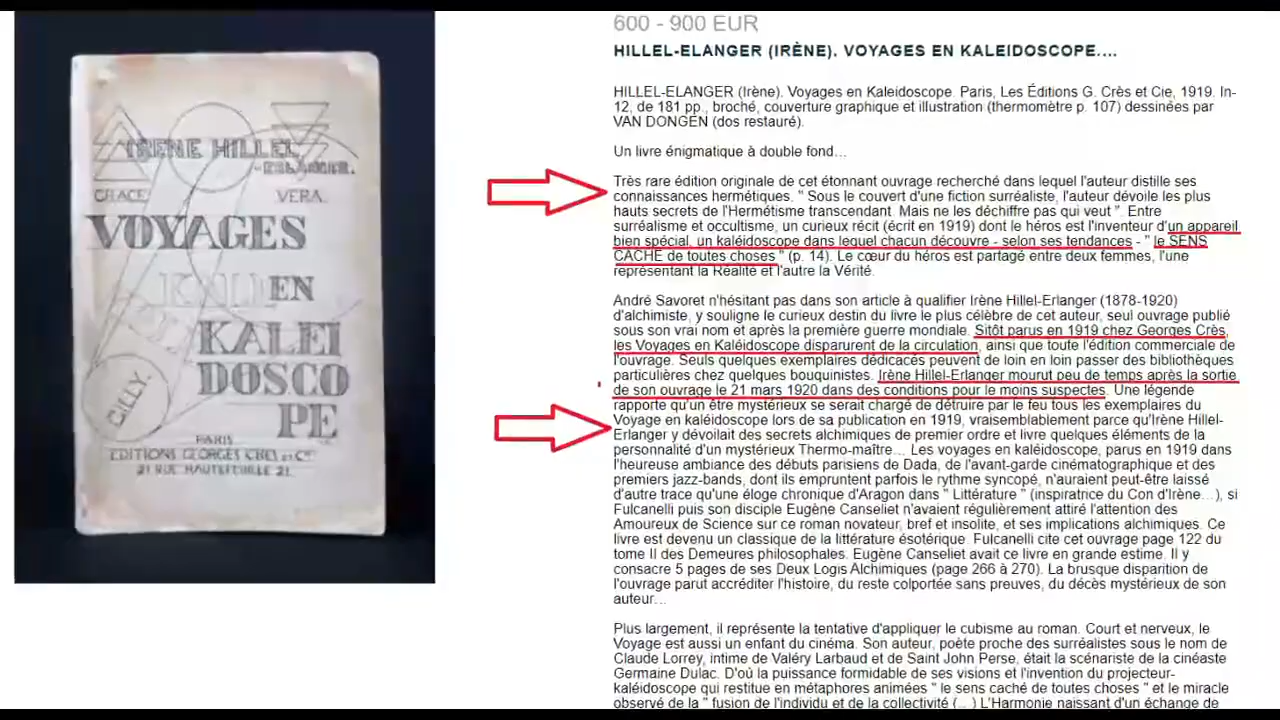 IRÈNE HILLEL
-ERLANGER.
GRACE
VERA.
VOYAGES
EN
KALEI
DOSCO
PE
GILLY.
PARIS
EDITIONS GEORGES CRES ET Cie
21 RUE HAUTEFEUILLE 21.
600 - 900 EUR
HILLEL-ELANGER (IRÈNE). VOYAGES EN KALEIDOSCOPE....
HILLEL-ELANGER (Irène). Voyages en Kaleidoscope. Paris, Les Éditions G. Crès et Cie, 1919. In-
12, de 181 pp., broché, couverture graphique et illustration (thermomètre p. 107) dessinées par
VAN DONGEN (dos restauré).
Un livre énigmatique à double fond...
Très rare édition originale de cet étonnant ouvrage recherché dans lequel l'auteur distille ses
connaissances hermétiques. " Sous le couvert d'une fiction surréaliste, l'auteur dévoile les plus
hauts secrets de l'Hermétisme transcendant. Mais ne les déchiffre pas qui veut ". Entre
surréalisme et occultisme, un curieux récit (écrit en 1919) dont le héros est l'inventeur d'un appareil
bien spécial, un kaléidoscope dans lequel chacun découvre - selon ses tendances - " le SENS
CACHE de toutes choses " (p. 14). Le cœur du héros est partagé entre deux femmes, l'une
représentant la Réalité et l'autre la Vérité.
André Savoret n'hésitant pas dans son article à qualifier Irène Hillel-Erlanger (1878-1920)
d'alchimiste, y souligne le curieux destin du livre le plus célèbre de cet auteur, seul ouvrage publié
sous son vrai nom et après la première guerre mondiale. Sitôt parus en 1919 chez Georges Crès,
les Voyages en Kaléidoscope disparurent de la circulation, ainsi que toute l'édition commerciale de
l'ouvrage. Seuls quelques exemplaires dédicacés peuvent de loin en loin passer des bibliothèques
particulières chez quelques bouquinistes. Irène Hillel-Erlanger mourut peu de temps après la sortie
de son ouvrage le 21 mars 1920 dans des conditions pour le moins suspectes. Une légende
rapporte qu'un être mystérieux se serait chargé de détruire par le feu tous les exemplaires du
Voyage en kaléidoscope lors de sa publication en 1919, vraisemblablement parce qu'Irène Hillel-
Erlanger y dévoilait des secrets alchimiques de premier ordre et livre quelques éléments de la
personnalité d'un mystérieux Thermo-maître... Les voyages en kaléidoscope, parus en 1919 dans
l'heureuse ambiance des débuts parisiens de Dada, de l'avant-garde cinématographique et des
premiers jazz-bands, dont ils empruntent parfois le rythme syncopé, n'auraient peut-être laissé
d'autre trace qu'une éloge chronique d'Aragon dans " Littérature " (inspiratrice du Con d'Irène...), si
Fulcanelli puis son disciple Eugène Canseliet n'avaient régulièrement attiré l'attention des
Amoureux de Science sur ce roman novateur, bref et insolite, et ses implications alchimiques. Ce
livre est devenu un classique de la littérature ésotérique. Fulcanelli cite cet ouvrage page 122 du
tome II des Demeures philosophales. Eugène Canseliet avait ce livre en grande estime. Il y
consacre 5 pages de ses Deux Logis Alchimiques (page 266 à 270). La brusque disparition de
l'ouvrage parut accréditer l'histoire, du reste colportée sans preuves, du décès mystérieux de son
auteur...
Plus largement, il représente la tentative d'appliquer le cubisme au roman. Court et nerveux, le
Voyage est aussi un enfant du cinéma. Son auteur, poète proche des surréalistes sous le nom de
Claude Lorrey, intime de Valéry Larbaud et de Saint John Perse, était la scénariste de la cinéaste
Germaine Dulac. D'où la puissance formidable de ses visions et l'invention du projecteur-
kaléidoscope qui restitue en métaphores animées " le sens caché de toutes choses " et le miracle
observé de la " fusion de l'individu et de la collectivité (...) L'Harmonie naissant d'un échange de